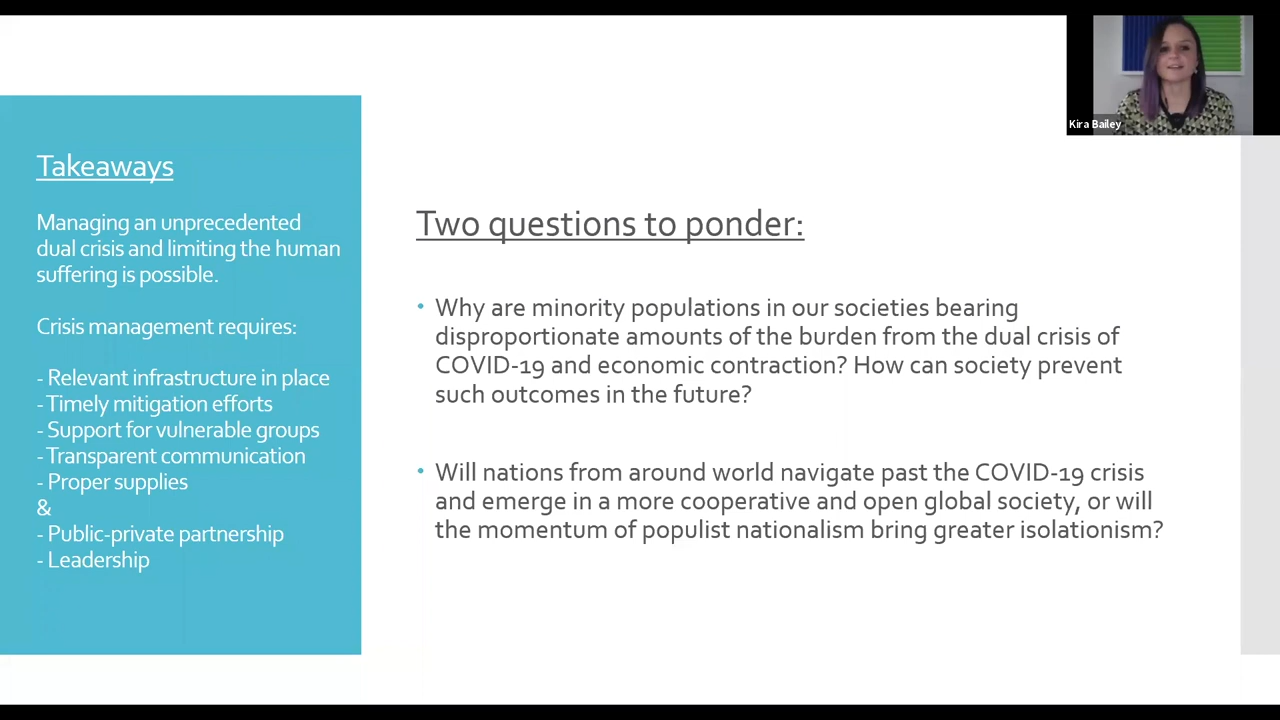 Kira Bailey
Takeaways
Managing an unprecedented
dual crisis and limiting the human
suffering is possible.
Crisis management requires:
- Relevant infrastructure in place
- Timely mitigation efforts
- Support for vulnerable groups
- Transparent communication
- Proper supplies
&
- Public-private partnership
- Leadership
Two questions to ponder:
• Why are minority populations in our societies bearing
disproportionate amounts of the burden from the dual crisis of
COVID-19 and economic contraction? How can society prevent
such outcomes in the future?
• Will nations from around world navigate past the COVID-19 crisis
and emerge in a more cooperative and open global society, or will
the momentum of populist nationalism bring greater isolationism?